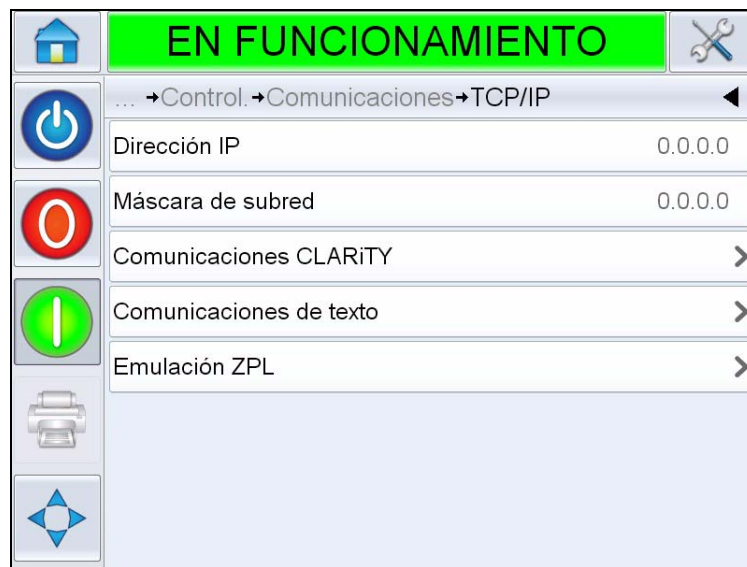 EN FUNCIONAMIENTO
... →Control.→Comunicaciones→TCP/IP
Dirección IP 0.0.0.0
Máscara de subred 0.0.0.0
Comunicaciones CLARiTY
Comunicaciones de texto
Emulación ZPL